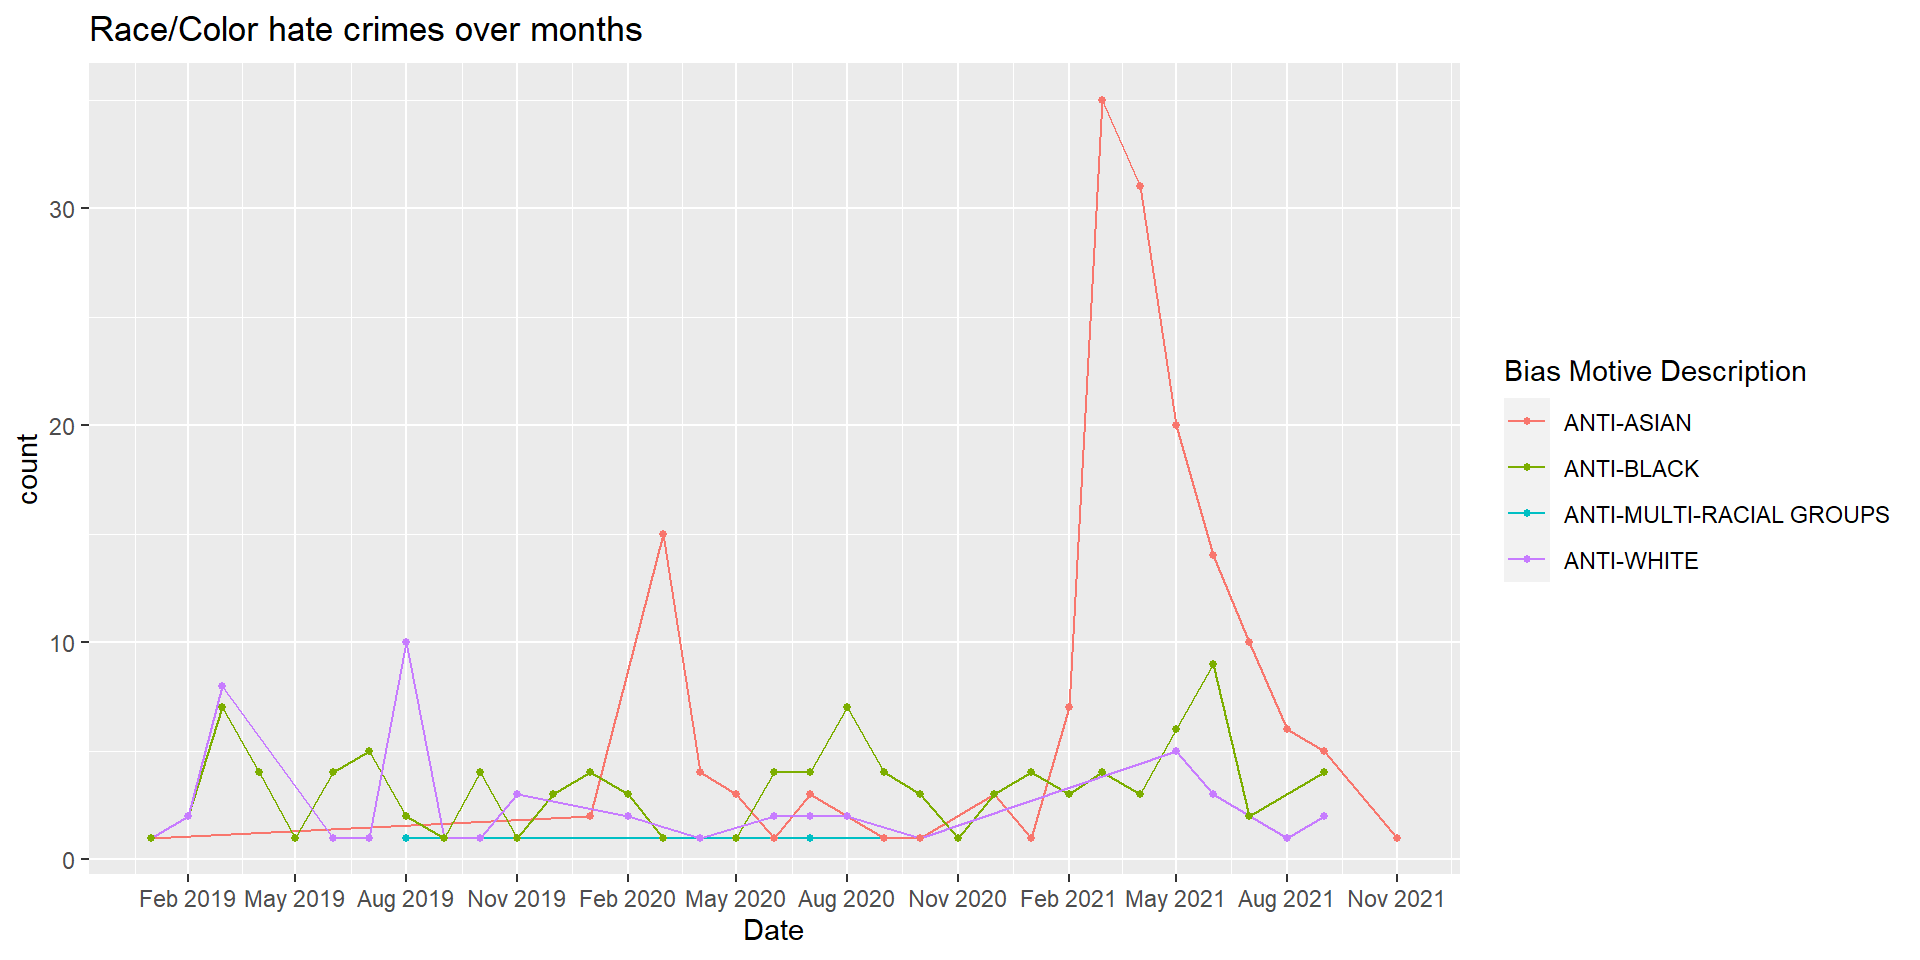 Race/Color hate crimes over months
30
20
10
0
count
Feb 2019 May 2019 Aug 2019 Nov 2019 Feb 2020 May 2020 Aug 2020 Nov 2020 Feb 2021 May 2021 Aug 2021 Nov 2021
Date
Bias Motive Description
ANTI-ASIAN
ANTI-BLACK
ANTI-MULTI-RACIAL GROUPS
ANTI-WHITE